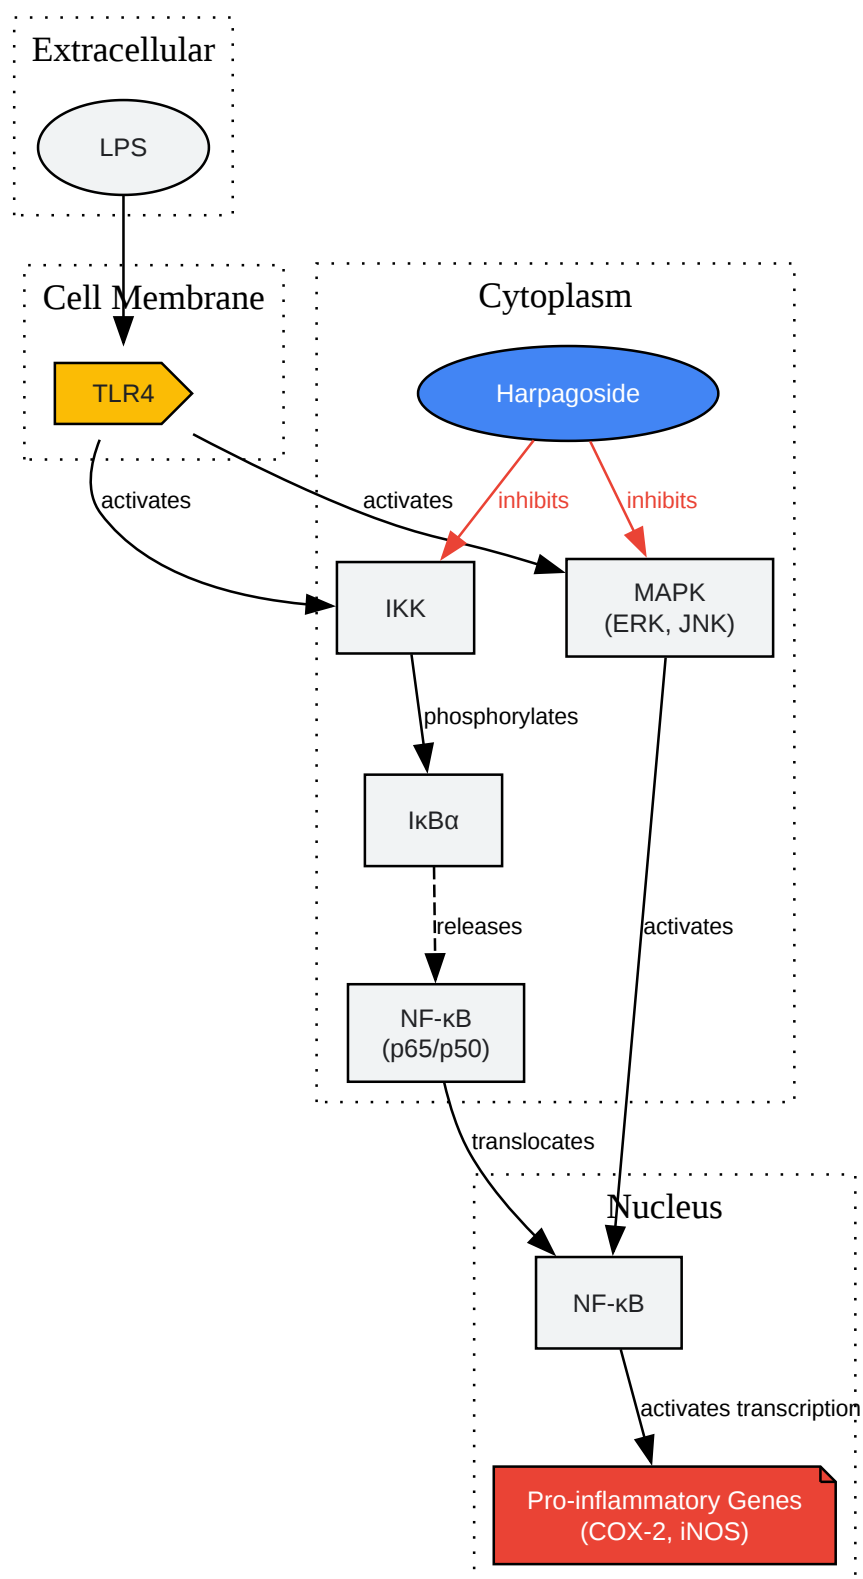 Extracellular
LPS
Cell Membrane
Cytoplasm
TLR4
Harpagoside
activates
activates
inhibits
inhibits
IKK
MAPK
(ERK, JNK)
phosphorylates
IκBα
releases
activates
NF-κB
(p65/p50)
translocates
Nucleus
NF-κB
activates transcription
Pro-inflammatory Genes
(COX-2, iNOS)